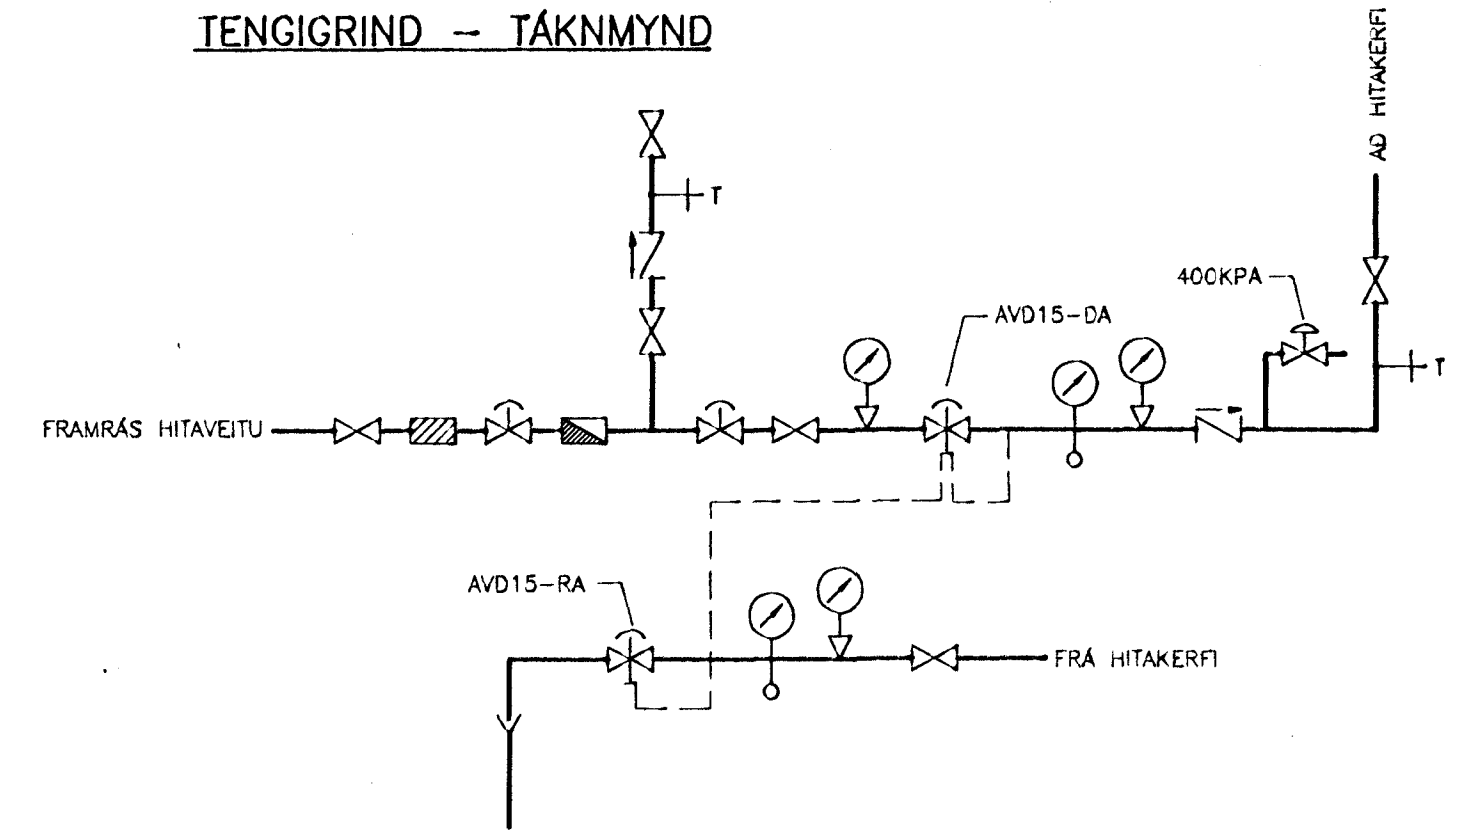 TENGIGRIND - TÁKNMYND
AÐ HITAKERFI
T
400KPA
AVD15-DA
T
FRAMRÁS HITAVEITU
AVD15-RA
FRÁ HITAKERFI